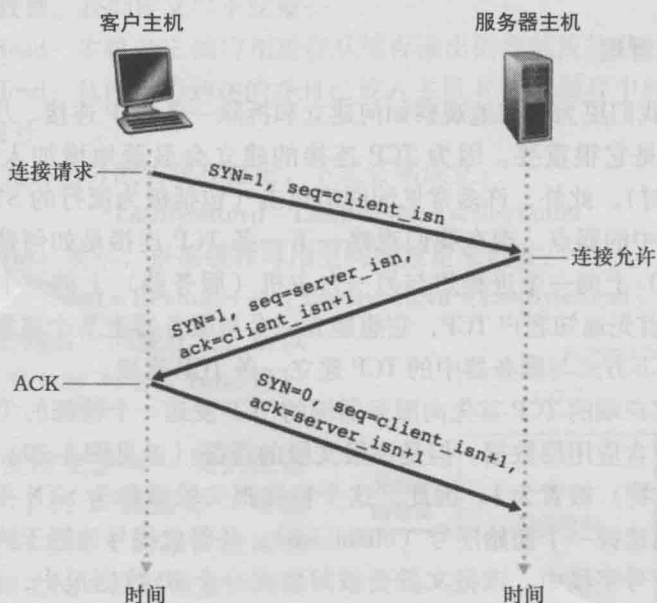 客户主机
服务器主机
连接请求
SYN=1, seq=client_isn
连接允许
SYN=1, seq=server_isn,
ack=client_isn+1
ACK
SYN=0, seq=client_isn+1,
ack=server_isn+1
时间
时间